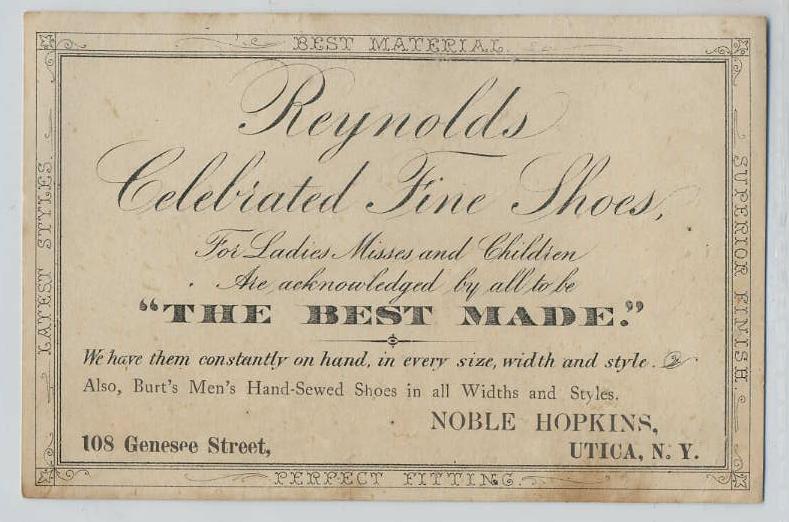 BEST MATERIAL.
LATEST STYLES.
SUPERIOR FINISH.
Reynolds
Celebrated Fine Shoes,
For Ladies Misses and Children
Are acknowledged by all to be
"THE BEST MADE."
We have them constantly on hand, in every size, width and style.
Also, Burt's Men's Hand-Sewed Shoes in all Widths and Styles.
NOBLE HOPKINS,
108 Genesee Street, UTICA, N. Y.
PERFECT FITTING.